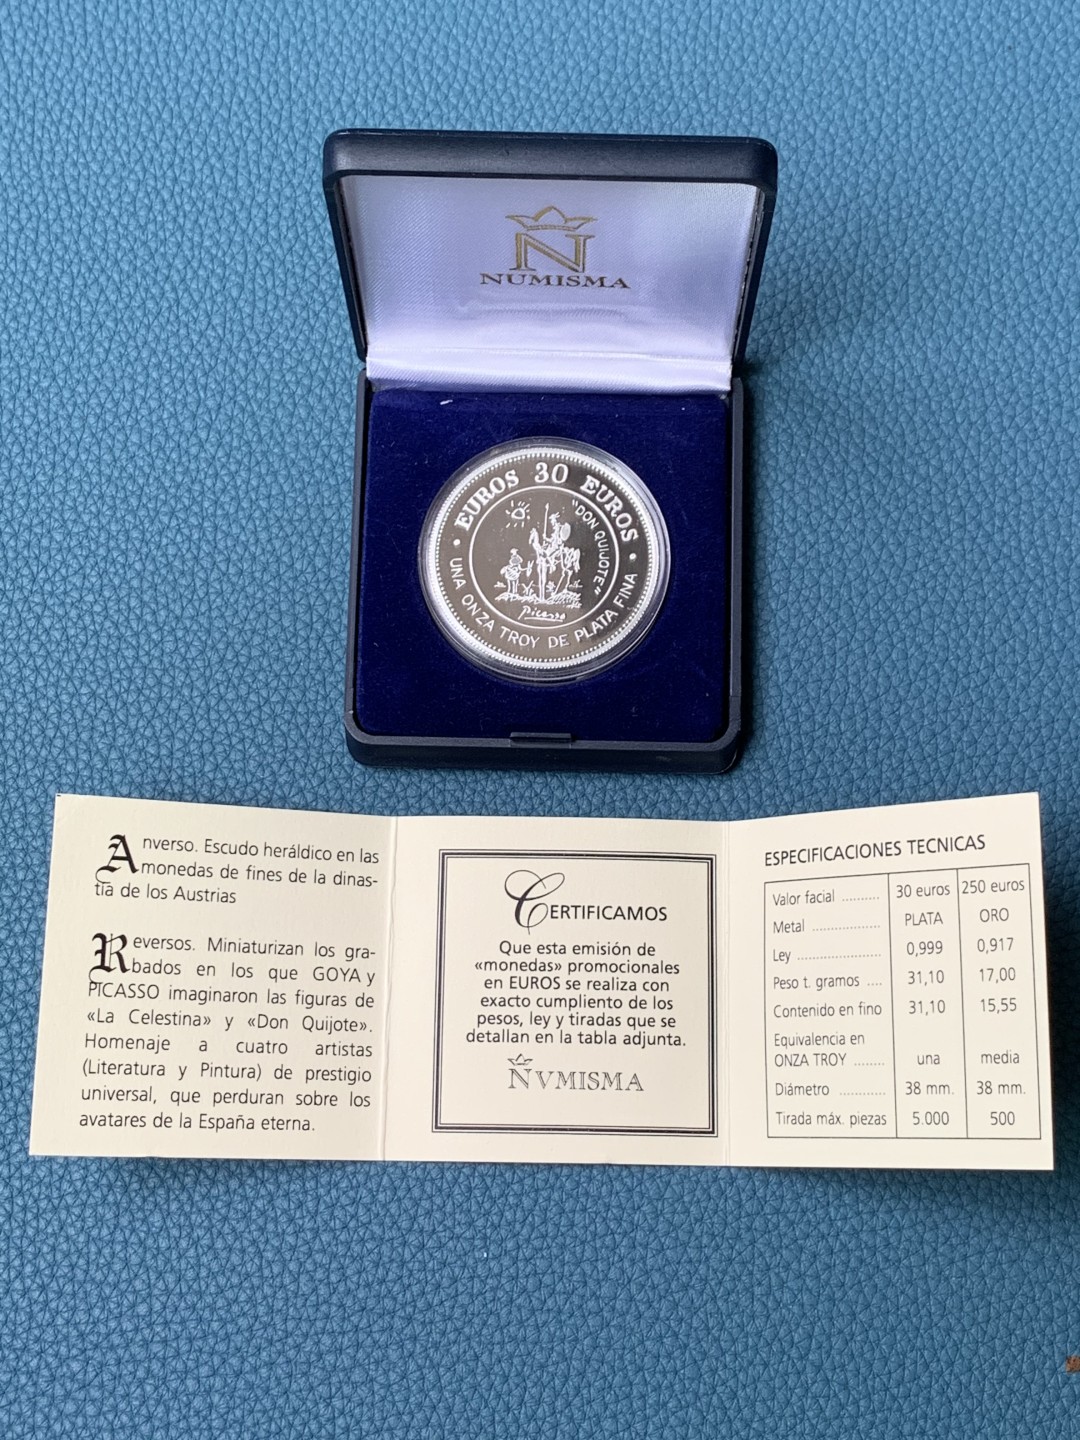 N
NUMISMA
EUROS 30 EUROS
"DON QUIJOTE"
Picasso
UNA ONZA TROY DE PLATA FINA
Anverso. Escudo heráldico en las
monedas de fines de la dinas-
tía de los Austrias
Reversos. Miniaturizan los gra-
bados en los que GOYA y
PICASSO imaginaron las figuras de
«La Celestina» y «Don Quijote».
Homenaje a cuatro artistas
(Literatura y Pintura) de prestigio
universal, que perduran sobre los
avatares de la España eterna.
CERTIFICAMOS
Que esta emisión de
«monedas» promocionales
en EUROS se realiza con
exacto cumpliento de los
pesos, ley y tiradas que se
detallan en la tabla adjunta.
NVMISMA
ESPECIFICACIONES TECNICAS
Valor facial .......... 30 euros 250 euros
Metal .................. PLATA ORO
Ley ..................... 0,999 0,917
Peso t. gramos .... 31,10 17,00
Contenido en fino 31,10 15,55
Equivalencia en
ONZA TROY ........ una media
Diámetro ............ 38 mm. 38 mm.
Tirada máx. piezas 5.000 500